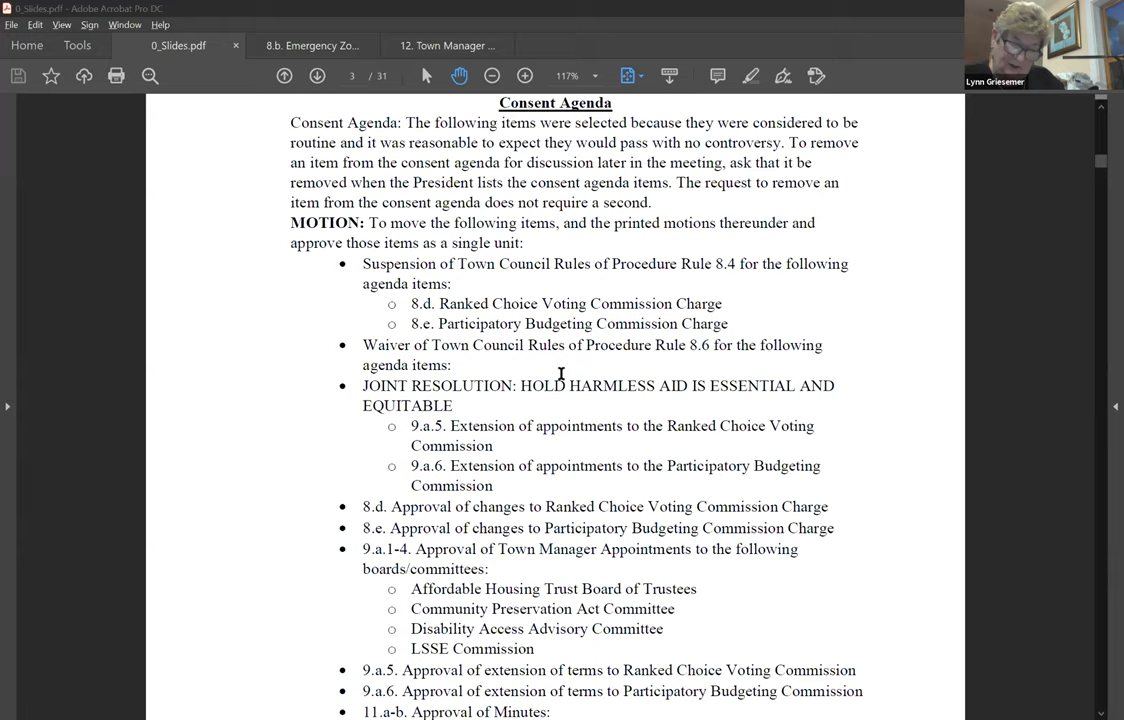 0_Slides.pdf - Adobe Acrobat Pro DC
File Edit View Sign Window Help
Home Tools 0_Slides.pdf × 8.b. Emergency Zo... 12. Town Manager ...
3 / 31 117%
Lynn Griesemer
Consent Agenda
Consent Agenda: The following items were selected because they were considered to be
routine and it was reasonable to expect they would pass with no controversy. To remove
an item from the consent agenda for discussion later in the meeting, ask that it be
removed when the President lists the consent agenda items. The request to remove an
item from the consent agenda does not require a second.
MOTION: To move the following items, and the printed motions thereunder and
approve those items as a single unit:
• Suspension of Town Council Rules of Procedure Rule 8.4 for the following
agenda items:
o 8.d. Ranked Choice Voting Commission Charge
o 8.e. Participatory Budgeting Commission Charge
• Waiver of Town Council Rules of Procedure Rule 8.6 for the following
agenda items:
• JOINT RESOLUTION: HOLD HARMLESS AID IS ESSENTIAL AND
EQUITABLE
o 9.a.5. Extension of appointments to the Ranked Choice Voting
Commission
o 9.a.6. Extension of appointments to the Participatory Budgeting
Commission
• 8.d. Approval of changes to Ranked Choice Voting Commission Charge
• 8.e. Approval of changes to Participatory Budgeting Commission Charge
• 9.a.1-4. Approval of Town Manager Appointments to the following
boards/committees:
o Affordable Housing Trust Board of Trustees
o Community Preservation Act Committee
o Disability Access Advisory Committee
o LSSE Commission
• 9.a.5. Approval of extension of terms to Ranked Choice Voting Commission
• 9.a.6. Approval of extension of terms to Participatory Budgeting Commission
• 11.a-b. Approval of Minutes: